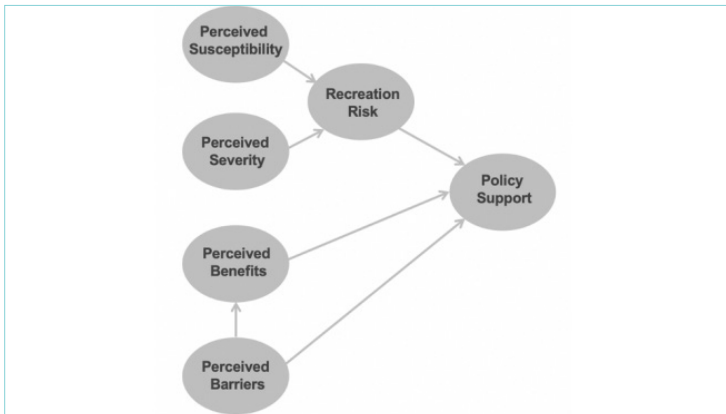 Perceived
Susceptibility
Recreation
Risk
Perceived
Severity
Policy
Support
Perceived
Benefits
Perceived
Barriers